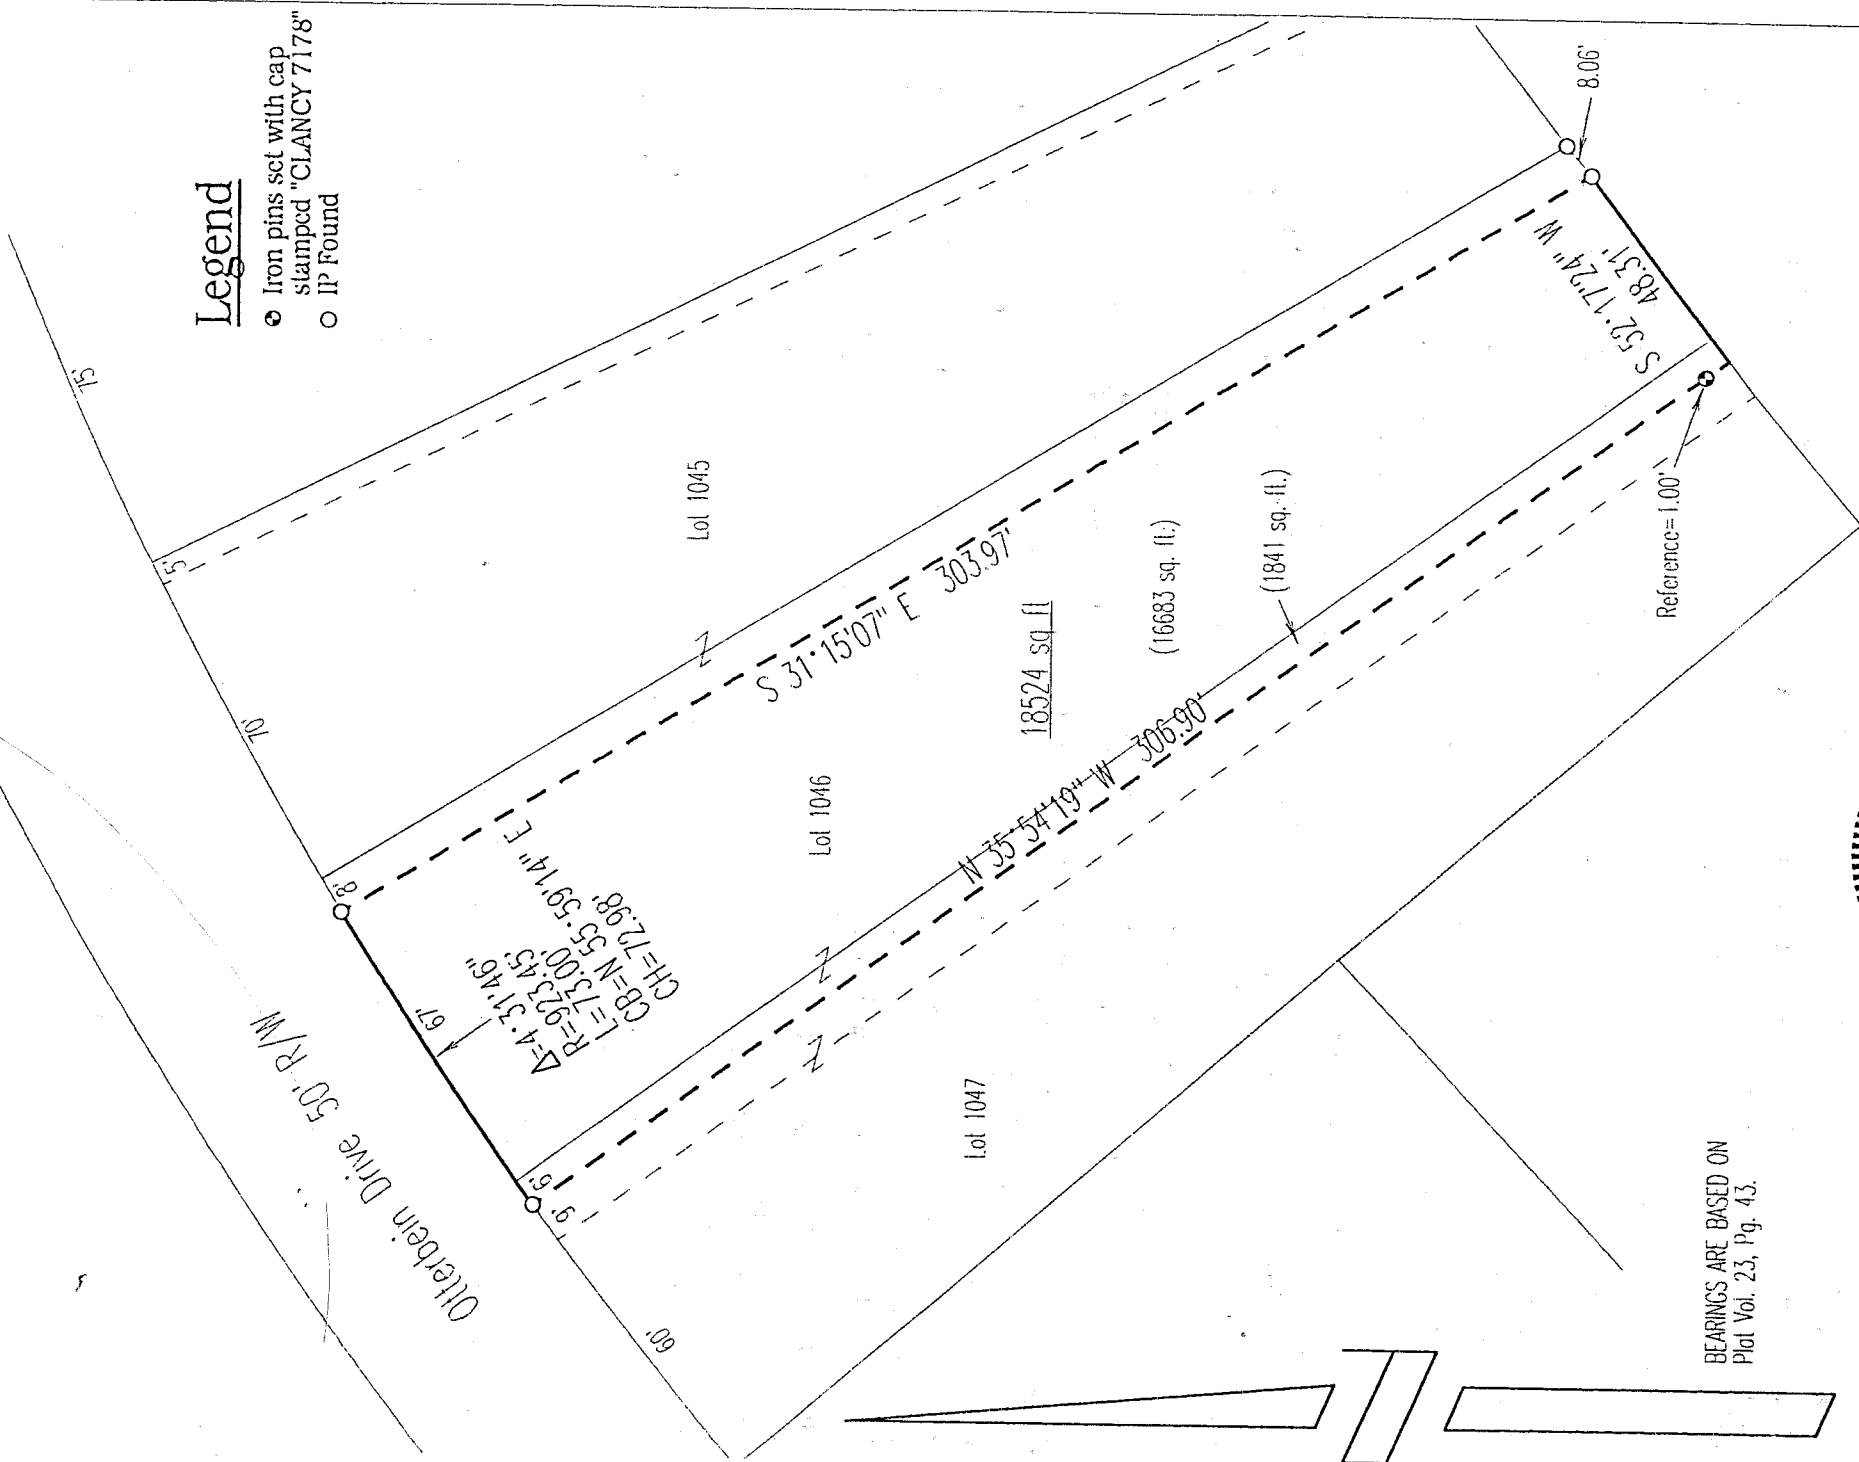 Legend
Iron pins set with cap
stamped "CLANCY 7178"
IP Found
75'
5'
70'
8'
67'
6'
9'
60'
Otterbein Drive 50' R/W
Δ=4°31'46"
R=923.45'
L=73.00'
CB=N 55°59'14" E
CH=72.98'
Lot 1045
S 31°15'07" E 303.97'
Lot 1046
18524 sq ft
(16683 sq. ft.)
(1841 sq. ft.)
N 35°54'19" W 306.90'
Lot 1047
S 52°17'24" W
48.31'
8.06'
Reference=1.00'
BEARINGS ARE BASED ON
Plat Vol. 23, Pg. 43.